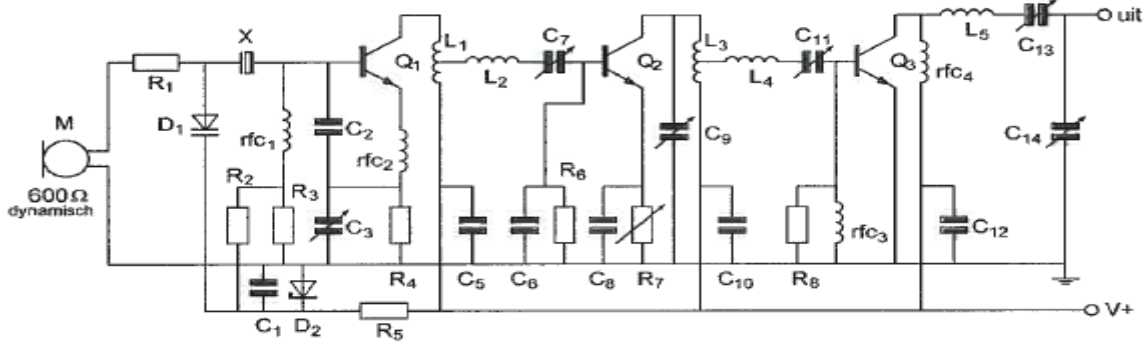 uit
C7
C11
L5
C13
X
Q1
L1
L2
Q2
L3
L4
Q3
rfc4
R1
M
D1
rfc1
C2
rfc2
C9
C14
600Ω
dynamisch
R2
R3
C3
R6
rfc3
C12
R4
C5
C6
C8
R7
C10
R8
C1
D2
R5
V+